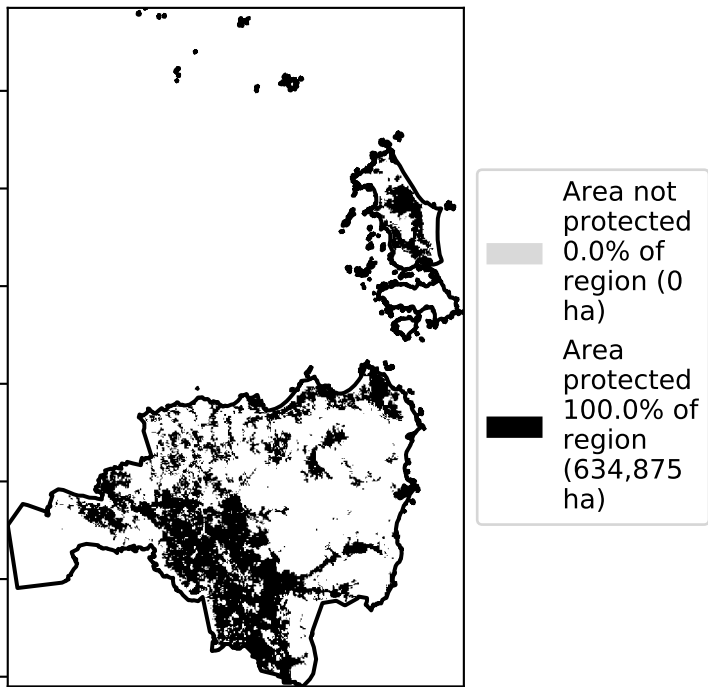 Area not
protected
0.0% of
region (0
ha)
Area
protected
100.0% of
region
(634,875
ha)